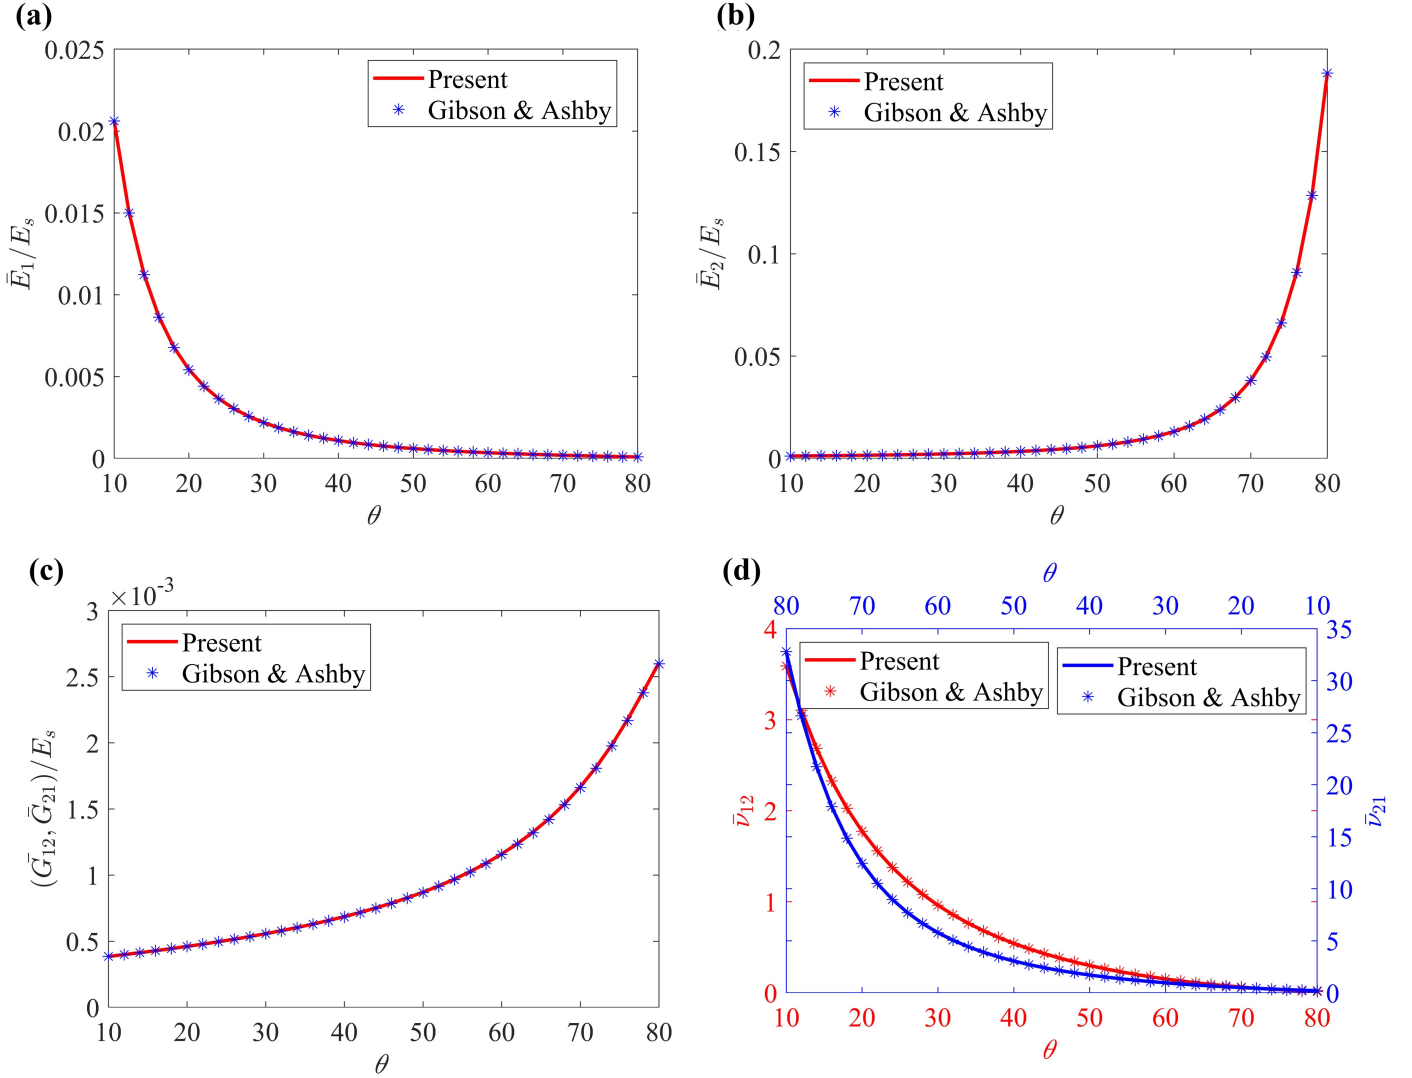 (a)
0.025
0.02
0.015
0.01
0.005
0
Ē₁/Eₛ
Present
Gibson & Ashby
10 20 30 40 50 60 70 80
θ
(b)
0.2
0.15
0.1
0.05
0
Ē₂/Eₛ
Present
Gibson & Ashby
10 20 30 40 50 60 70 80
θ
(c)
×10⁻³
3
2.5
2
1.5
1
0.5
0
(Ḡ₁₂, Ḡ₂₁)/Eₛ
Present
Gibson & Ashby
10 20 30 40 50 60 70 80
θ
(d)
θ
80 70 60 50 40 30 20 10
4
3
2
1
0
ν̄₁₂
Present
Gibson & Ashby
Present
Gibson & Ashby
35
30
25
20
15
10
5
0
ν̄₂₁
10 20 30 40 50 60 70 80
θ